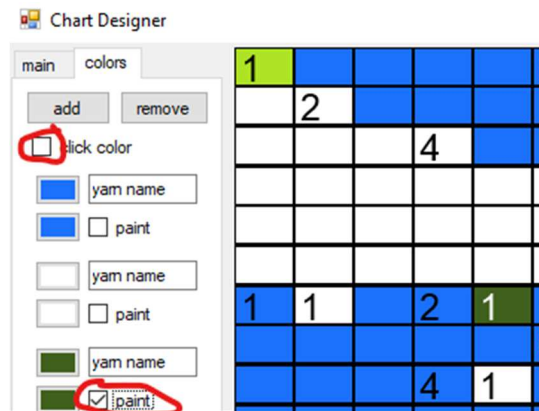 Chart Designer
main colors
add remove
click color
yarn name
paint
yarn name
paint
yarn name
paint
1
2
4
1 1 2 1
4 1